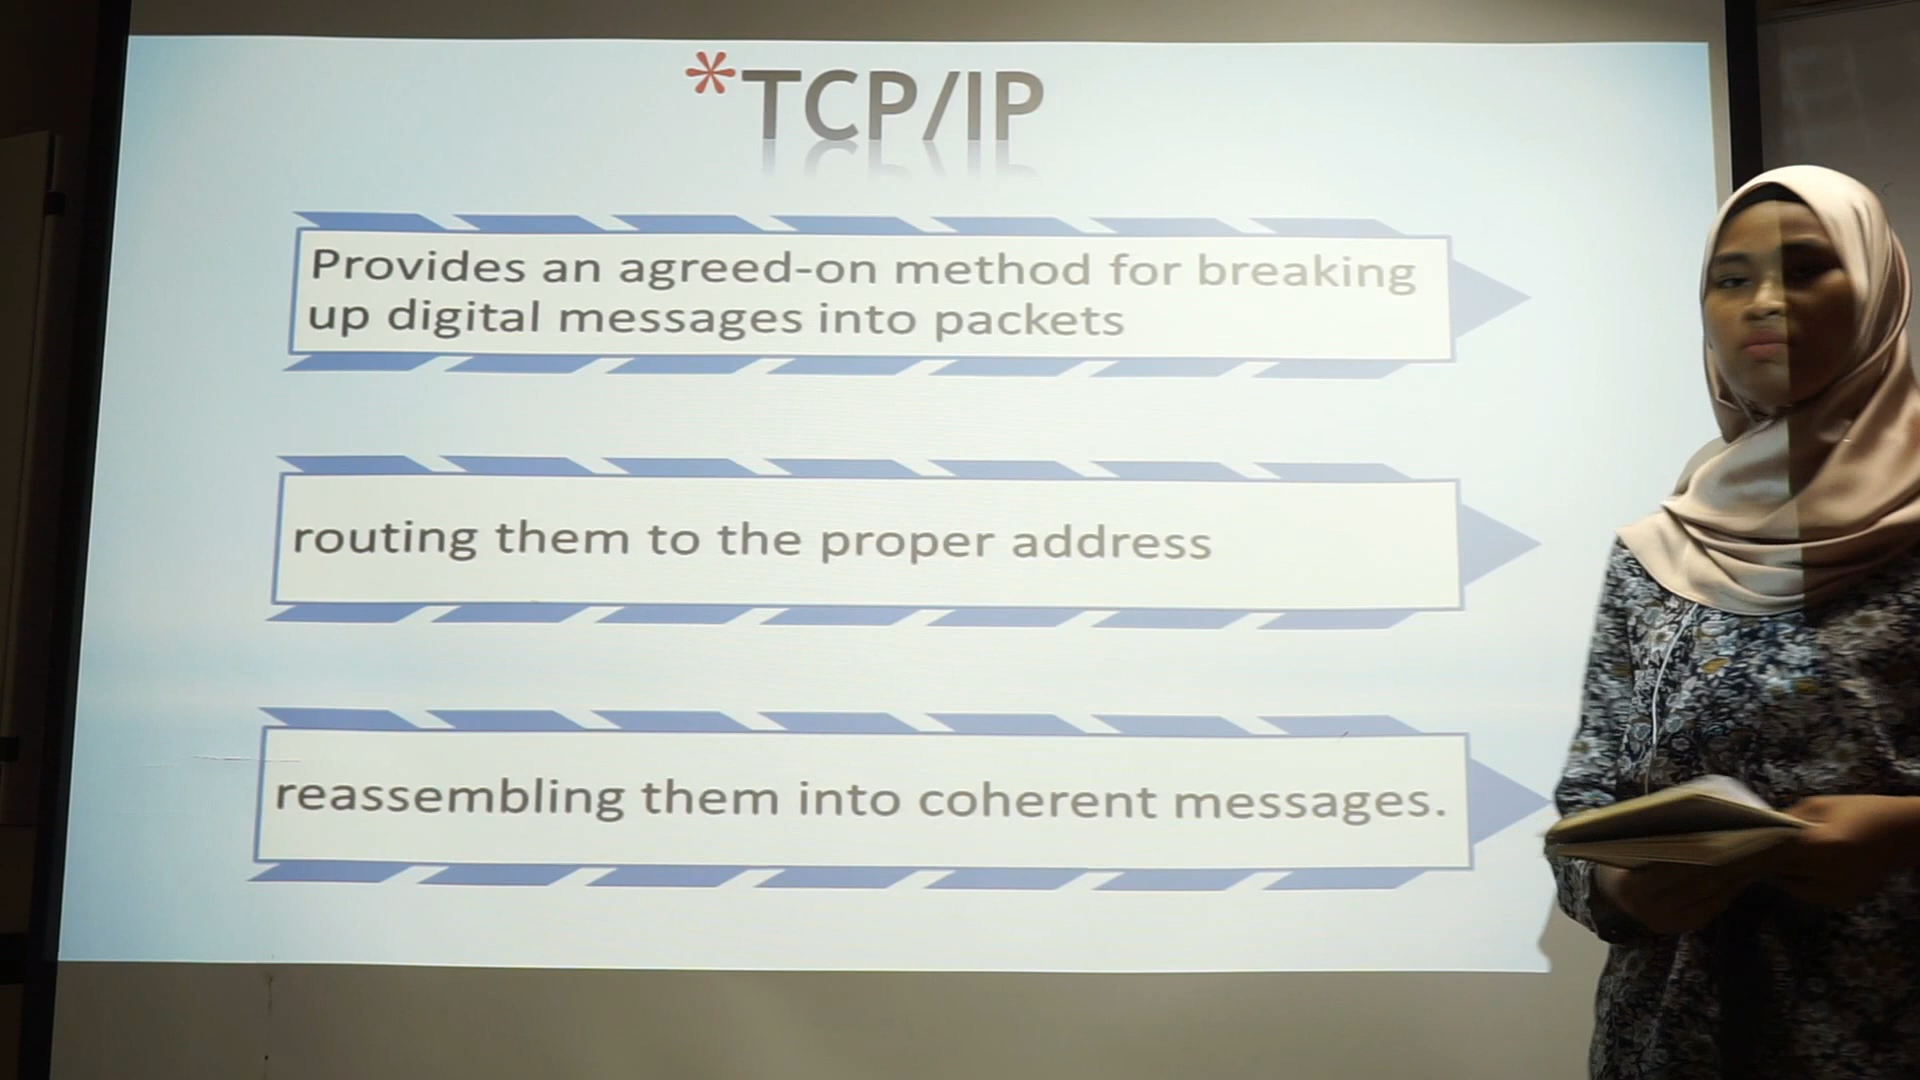 *TCP/IP
Provides an agreed-on method for breaking
up digital messages into packets
routing them to the proper address
reassembling them into coherent messages.